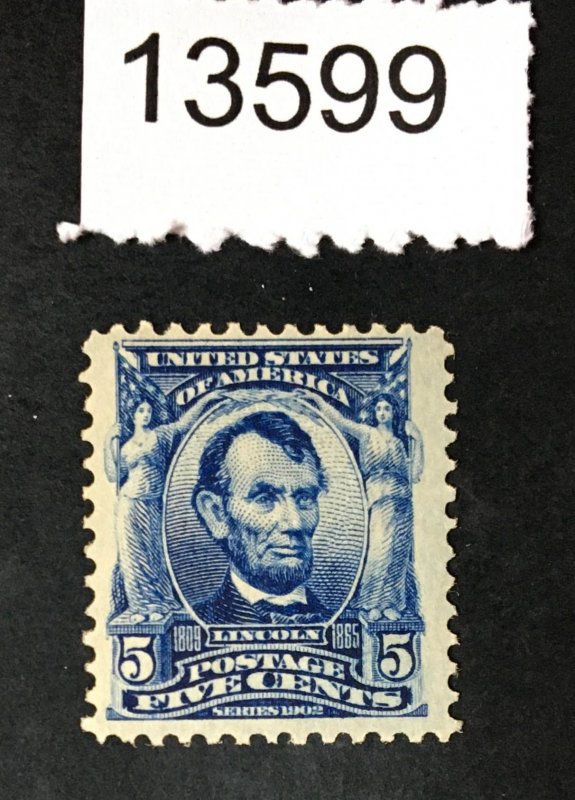 13599
UNITED STATES
OF AMERICA
1809 LINCOLN 1865
5 POSTAGE 5
FIVE CENTS
SERIES 1902